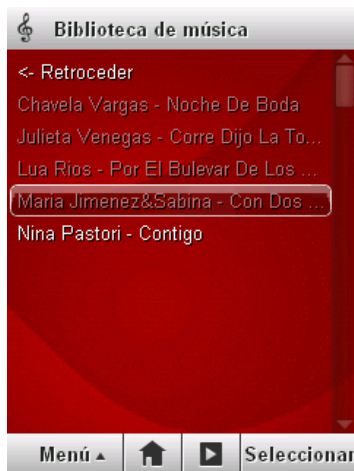 Biblioteca de música
<- Retroceder
Chavela Vargas - Noche De Boda
Julieta Venegas - Corre Dijo La To...
Lua Rios - Por El Bulevar De Los ...
Maria Jimenez&Sabina - Con Dos ...
Nina Pastori - Contigo
Menú ▴ Seleccionar